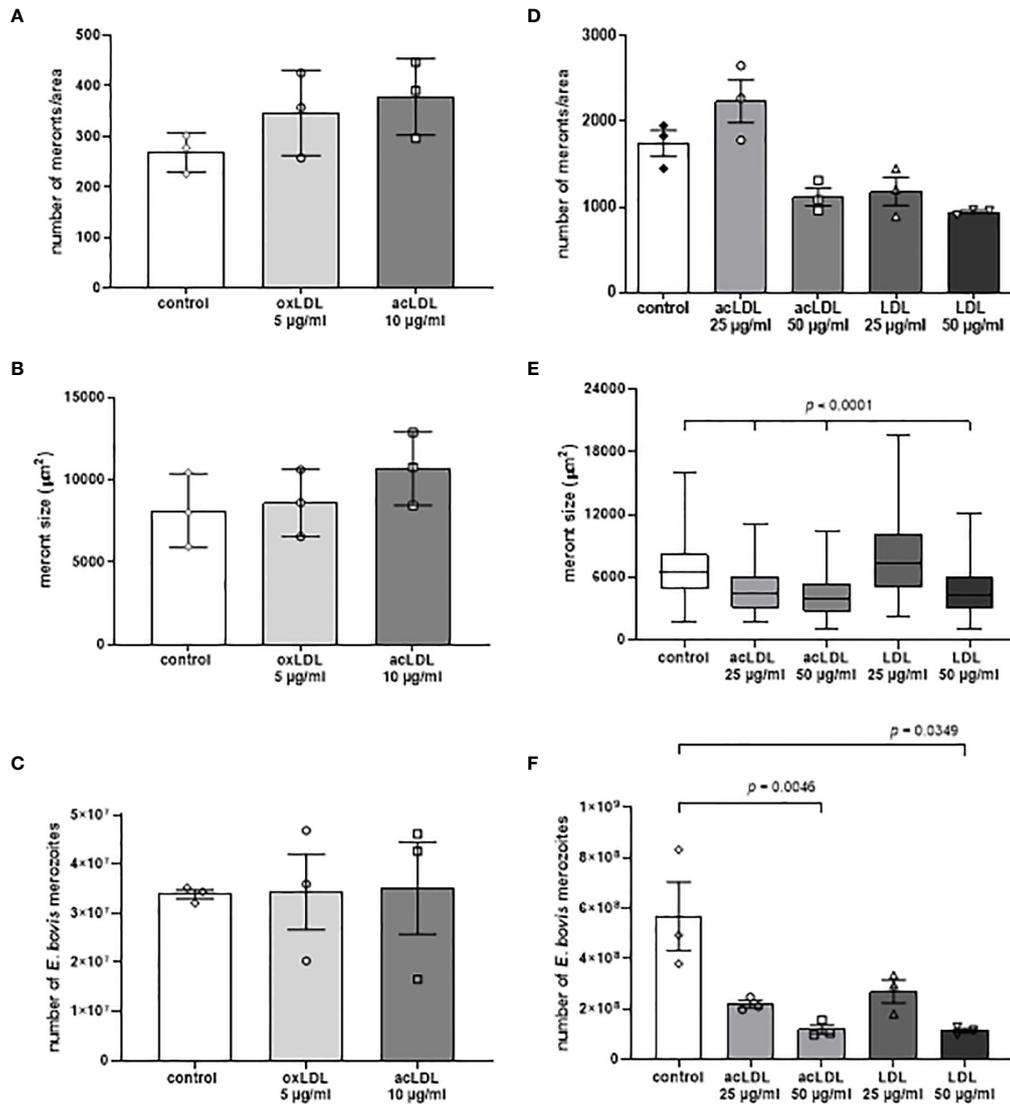 A
number of meronts/area
500
400
300
200
100
0
control
oxLDL
5 µg/ml
acLDL
10 µg/ml
B
meront size (µm²)
15000
10000
5000
0
control
oxLDL
5 µg/ml
acLDL
10 µg/ml
C
number of E. bovis merozoites
5×10⁷
4×10⁷
3×10⁷
2×10⁷
1×10⁷
0
control
oxLDL
5 µg/ml
acLDL
10 µg/ml
D
number of meronts/area
3000
2000
1000
0
control
acLDL
25 µg/ml
acLDL
50 µg/ml
LDL
25 µg/ml
LDL
50 µg/ml
E
meront size (µm²)
24000
18000
12000
6000
0
p < 0.0001
control
acLDL
25 µg/ml
acLDL
50 µg/ml
LDL
25 µg/ml
LDL
50 µg/ml
F
p = 0.0349
p = 0.0046
number of E. bovis merozoites
1×10⁹
8×10⁸
6×10⁸
4×10⁸
2×10⁸
0
control
acLDL
25 µg/ml
acLDL
50 µg/ml
LDL
25 µg/ml
LDL
50 µg/ml